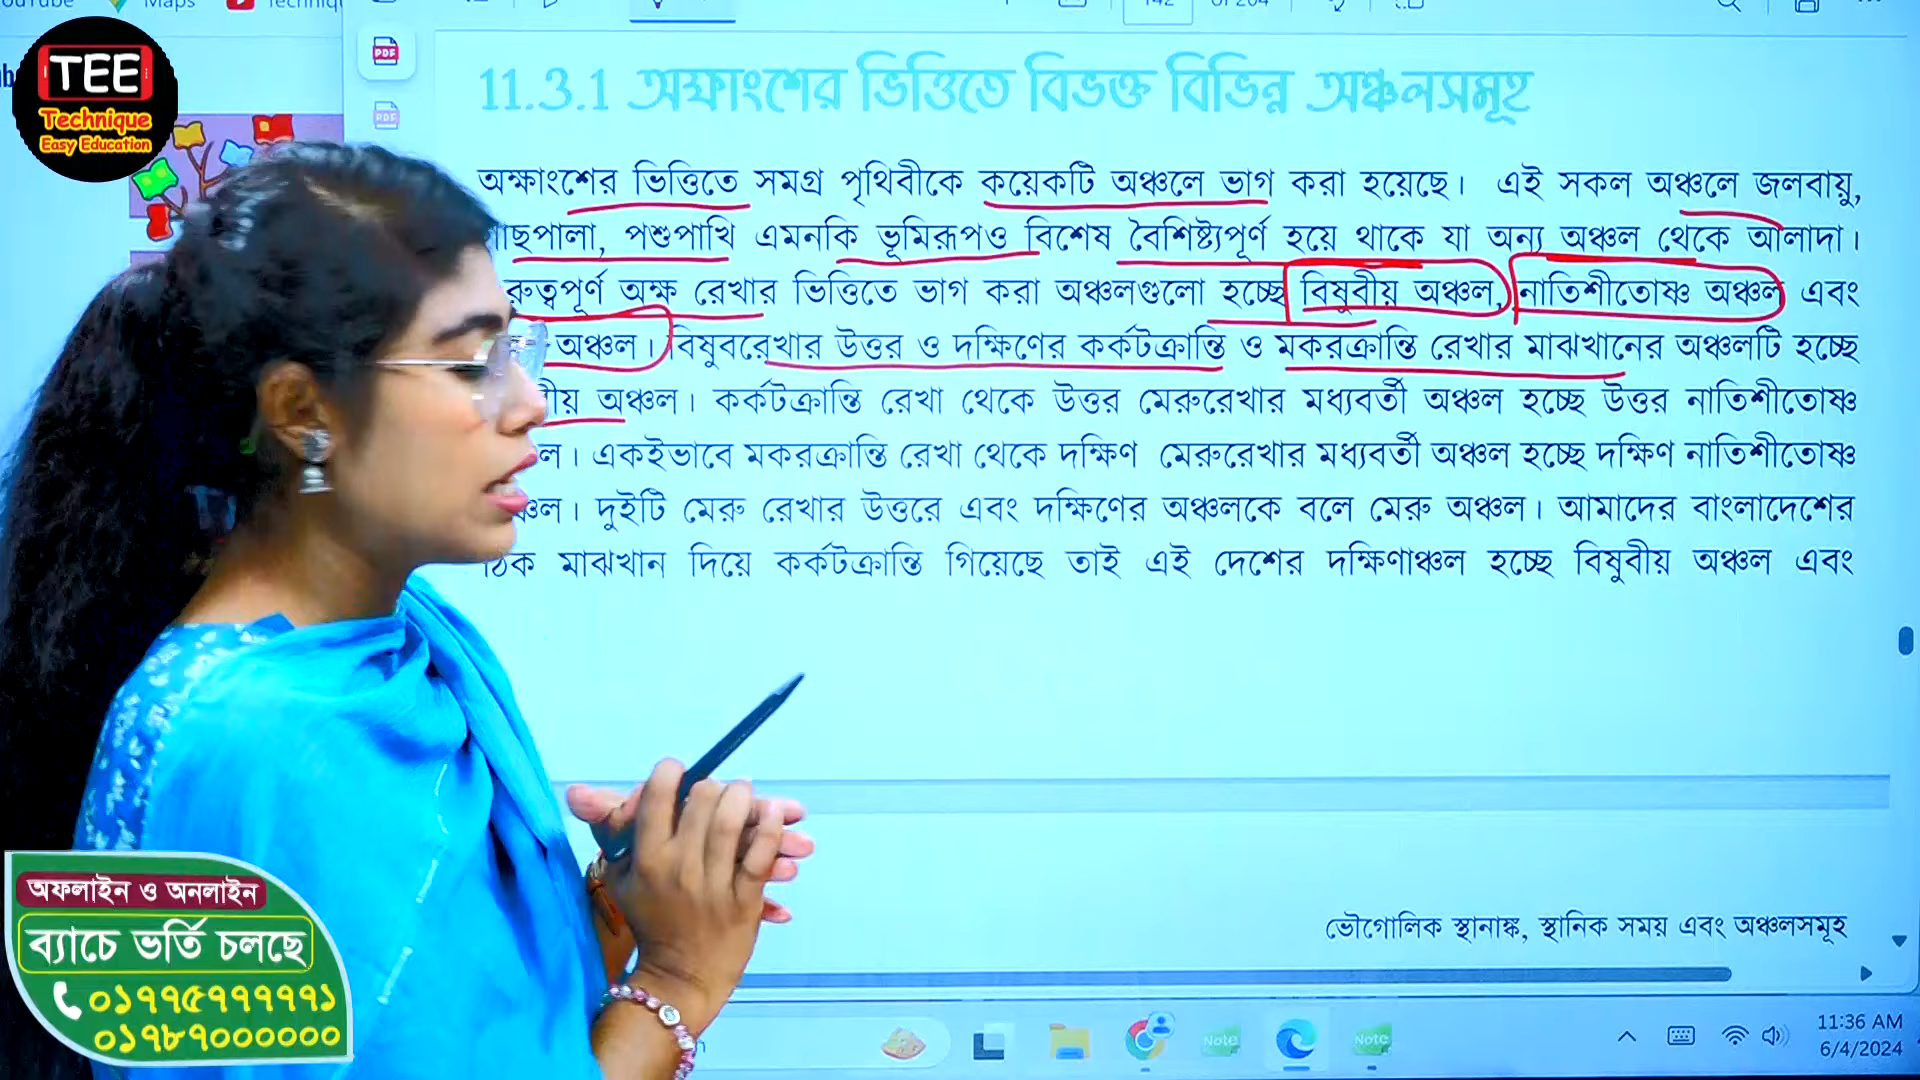 TEE
Technique
Easy Education
142
of 204
Maps
11.3.1 অক্ষাংশের ভিত্তিতে বিভক্ত বিভিন্ন অঞ্চলসমূহ
অক্ষাংশের ভিত্তিতে সমগ্র পৃথিবীকে কয়েকটি অঞ্চলে ভাগ করা হয়েছে। এই সকল অঞ্চলে জলবায়ু,
পশুপাখি এমনকি ভূমিরূপও বিশেষ বৈশিষ্ট্যপূর্ণ হয়ে থাকে যা অন্য অঞ্চল থেকে আলাদা।
অক্ষ রেখার ভিত্তিতে ভাগ করা অঞ্চলগুলো হচ্ছে বিষুবীয় অঞ্চল, নাতিশীতোষ্ণ অঞ্চল এবং
অঞ্চল। বিষুবরেখার উত্তর ও দক্ষিণের কর্কটক্রান্তি ও মকরক্রান্তি রেখার মাঝখানের অঞ্চলটি হচ্ছে
অঞ্চল। কর্কটক্রান্তি রেখা থেকে উত্তর মেরুরেখার মধ্যবর্তী অঞ্চল হচ্ছে উত্তর নাতিশীতোষ্ণ
একইভাবে মকরক্রান্তি রেখা থেকে দক্ষিণ মেরুরেখার মধ্যবর্তী অঞ্চল হচ্ছে দক্ষিণ নাতিশীতোষ্ণ
দুইটি মেরু রেখার উত্তরে এবং দক্ষিণের অঞ্চলকে বলে মেরু অঞ্চল। আমাদের বাংলাদেশের
ঠিক মাঝখান দিয়ে কর্কটক্রান্তি গিয়েছে তাই এই দেশের দক্ষিণাঞ্চল হচ্ছে বিষুবীয় অঞ্চল এবং
ভৌগোলিক স্থানাঙ্ক, স্থানিক সময় এবং অঞ্চলসমূহ
অফলাইন ও অনলাইন
ব্যাচে ভর্তি চলছে
০১৭৭৫৭৭৭৭৭১
০১৭৮৭০০০০০০
11:36 AM
6/4/2024